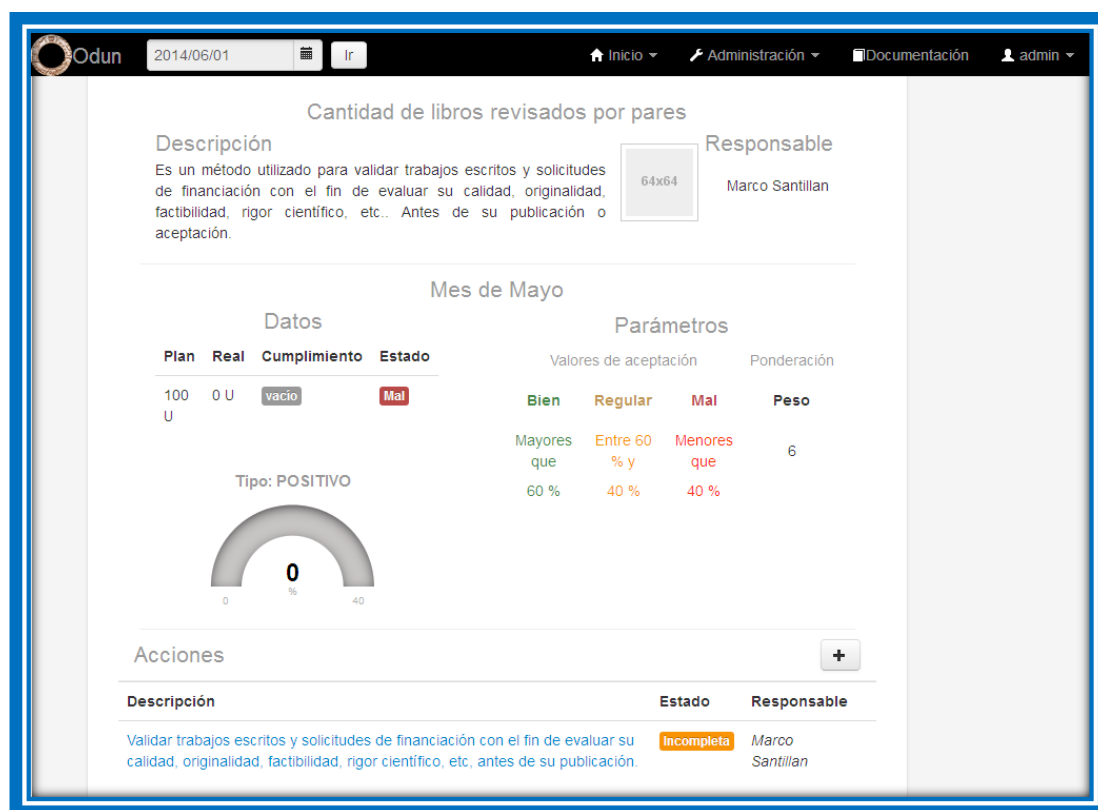 Odun 2014/06/01 Ir Inicio Administración Documentación admin
Cantidad de libros revisados por pares
Descripción
Es un método utilizado para validar trabajos escritos y solicitudes
de financiación con el fin de evaluar su calidad, originalidad,
factibilidad, rigor científico, etc.. Antes de su publicación o
aceptación.
64x64
Responsable
Marco Santillan
Mes de Mayo
Datos
Plan Real Cumplimiento Estado
100 0 U vacío Mal
U
Tipo: POSITIVO
0
%
0 40
Parámetros
Valores de aceptación Ponderación
Bien Regular Mal Peso
Mayores Entre 60 Menores
que % y que 6
60 % 40 % 40 %
Acciones +
Descripción Estado Responsable
Validar trabajos escritos y solicitudes de financiación con el fin de evaluar su Incompleta Marco
calidad, originalidad, factibilidad, rigor científico, etc, antes de su publicación. Santillan